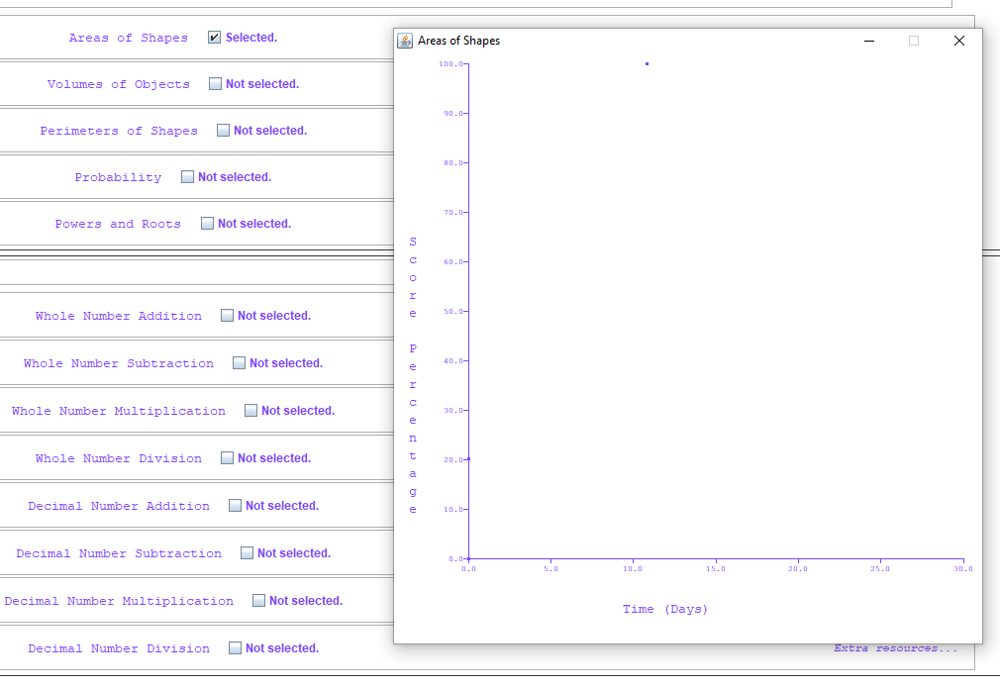 Areas of Shapes Selected.
Volumes of Objects Not selected.
Perimeters of Shapes Not selected.
Probability Not selected.
Powers and Roots Not selected.
Whole Number Addition Not selected.
Whole Number Subtraction Not selected.
Whole Number Multiplication Not selected.
Whole Number Division Not selected.
Decimal Number Addition Not selected.
Decimal Number Subtraction Not selected.
Decimal Number Multiplication Not selected.
Decimal Number Division Not selected.
Areas of Shapes
100.0
90.0
80.0
70.0
60.0
50.0
40.0
30.0
20.0
10.0
0.0
Score Percentage
0.0 5.0 10.0 15.0 20.0 25.0 30.0
Time (Days)
Extra resources...